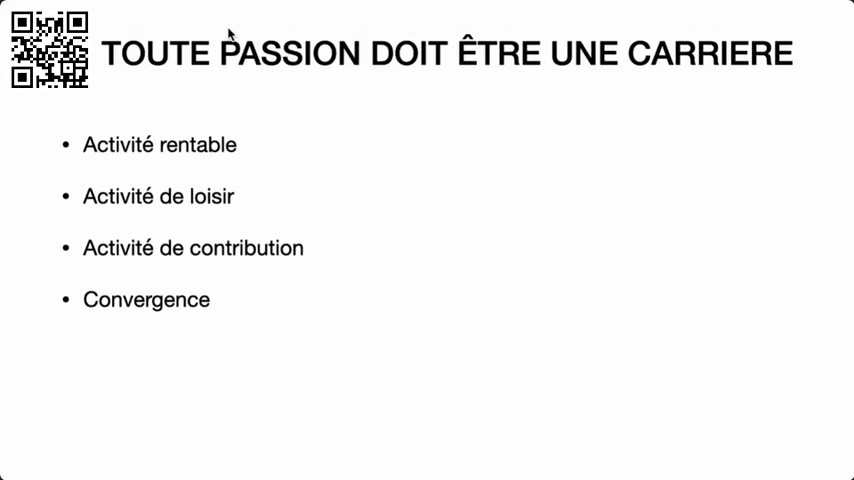 TOUTE PASSION DOIT ÊTRE UNE CARRIERE
• Activité rentable
• Activité de loisir
• Activité de contribution
• Convergence